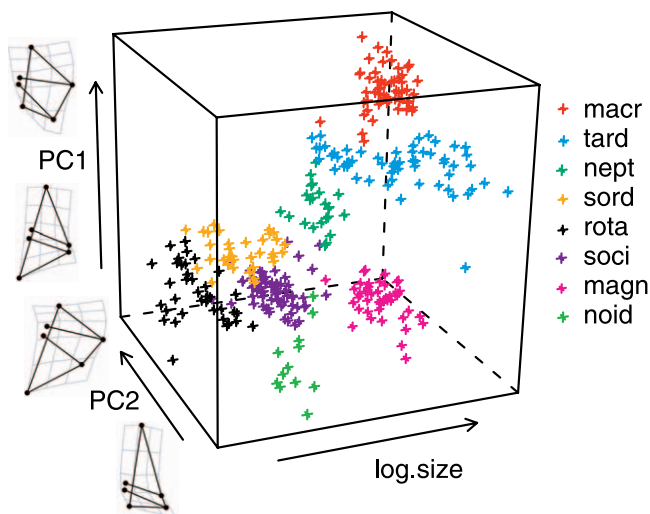 PC1
PC2
log.size
macr
tard
nept
sord
rota
soci
magn
noid